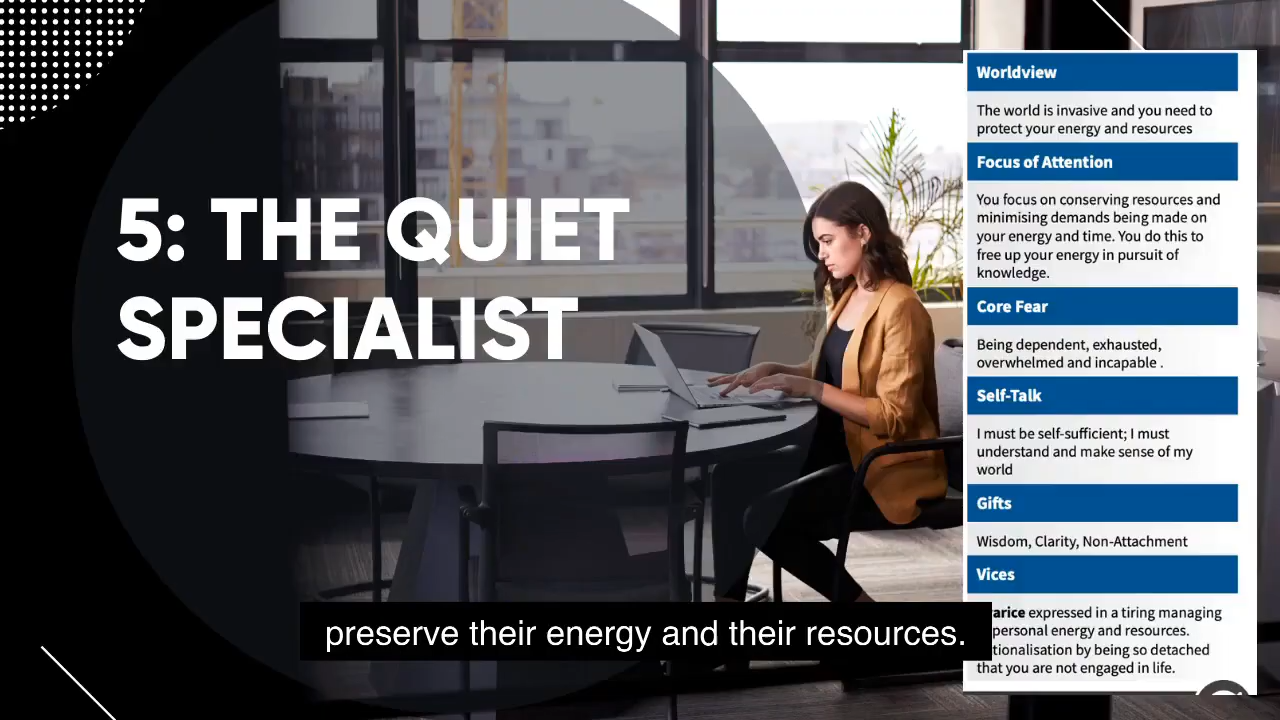 5: THE QUIET
SPECIALIST
Worldview
The world is invasive and you need to
protect your energy and resources
Focus of Attention
You focus on conserving resources and
minimising demands being made on
your energy and time. You do this to
free up your energy in pursuit of
knowledge.
Core Fear
Being dependent, exhausted,
overwhelmed and incapable .
Self-Talk
I must be self-sufficient; I must
understand and make sense of my
world
Gifts
Wisdom, Clarity, Non-Attachment
Vices
expressed in a tiring managing
personal energy and resources.
by being so detached
that you are not engaged in life.
preserve their energy and their resources.